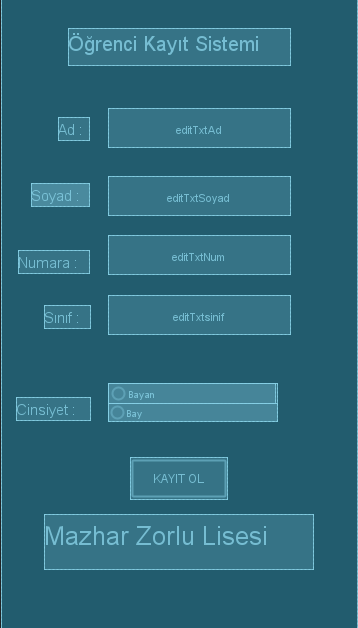 Öğrenci Kayıt Sistemi
Ad :
editTxtAd
Soyad :
editTxtSoyad
Numara :
editTxtNum
Sınıf :
editTxtsinif
Cinsiyet :
Bayan
Bay
KAYIT OL
Mazhar Zorlu Lisesi